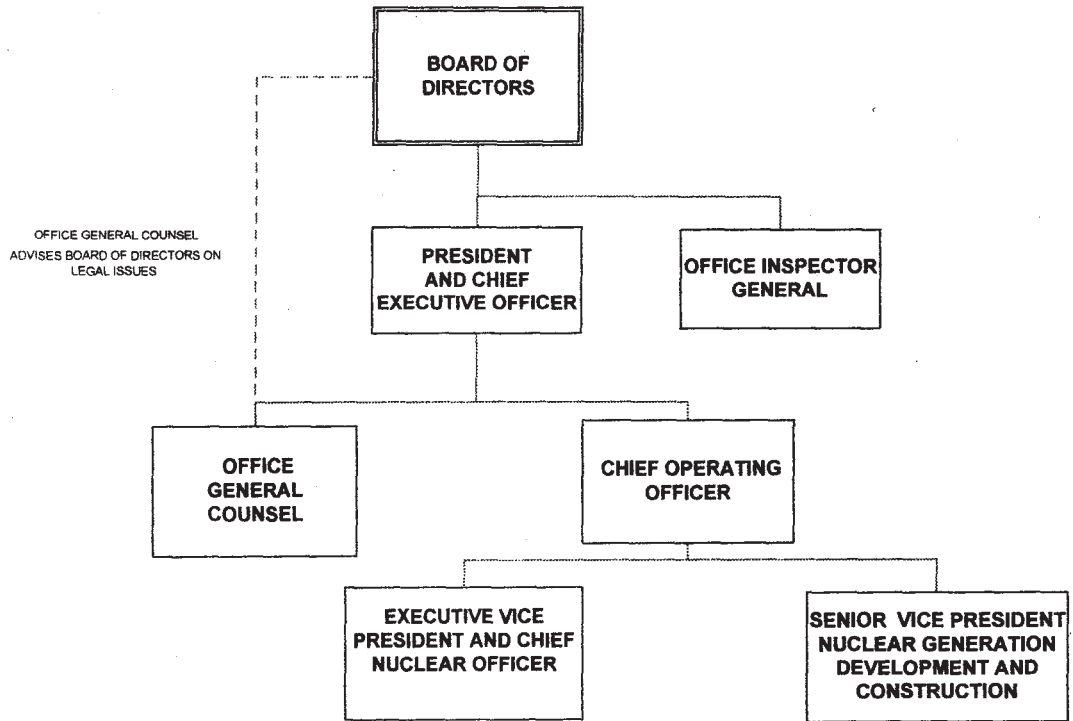 BOARD OF
DIRECTORS
OFFICE GENERAL COUNSEL
ADVISES BOARD OF DIRECTORS ON
LEGAL ISSUES
PRESIDENT
AND CHIEF
EXECUTIVE OFFICER
OFFICE INSPECTOR
GENERAL
OFFICE
GENERAL
COUNSEL
CHIEF OPERATING
OFFICER
EXECUTIVE VICE
PRESIDENT AND CHIEF
NUCLEAR OFFICER
SENIOR VICE PRESIDENT
NUCLEAR GENERATION
DEVELOPMENT AND
CONSTRUCTION